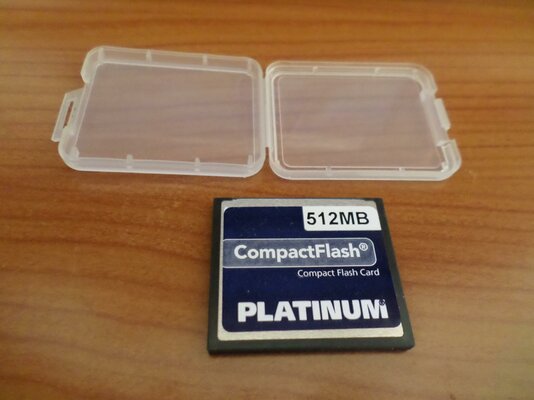 512MB
CompactFlash®
Compact Flash Card
PLATINUM